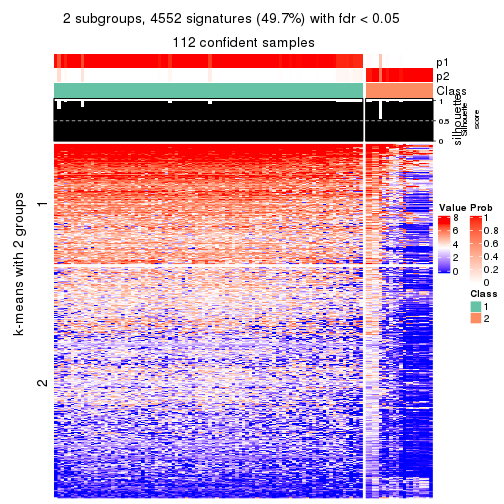 2 subgroups, 4552 signatures (49.7%) with fdr < 0.05
112 confident samples
p1
p2
Class
1
0.5
0
silhouette
Silhouette
score
k-means with 2 groups
1
2
Value
8
6
4
2
0
Prob
1
0.8
0.6
0.4
0.2
0
Class
1
2